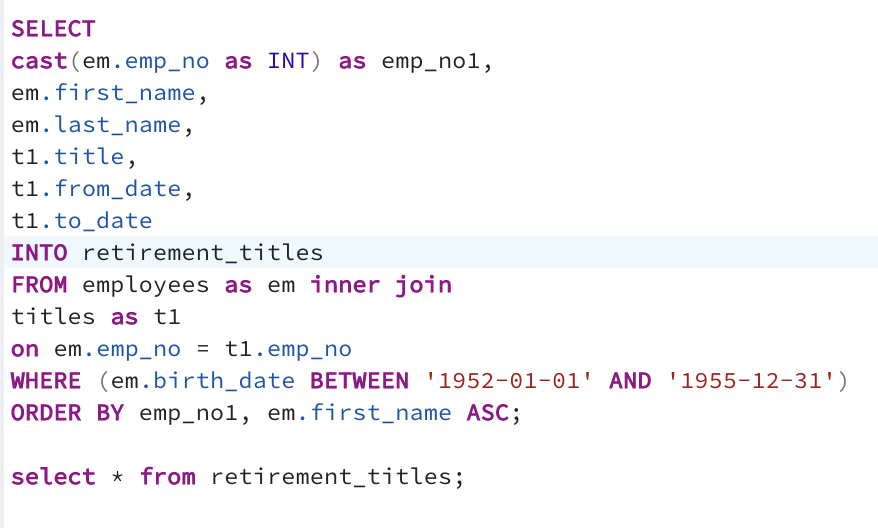 SELECT
cast(em.emp_no as INT) as emp_no1,
em.first_name,
em.last_name,
t1.title,
t1.from_date,
t1.to_date
INTO retirement_titles
FROM employees as em inner join
titles as t1
on em.emp_no = t1.emp_no
WHERE (em.birth_date BETWEEN '1952-01-01' AND '1955-12-31')
ORDER BY emp_no1, em.first_name ASC;
select * from retirement_titles;